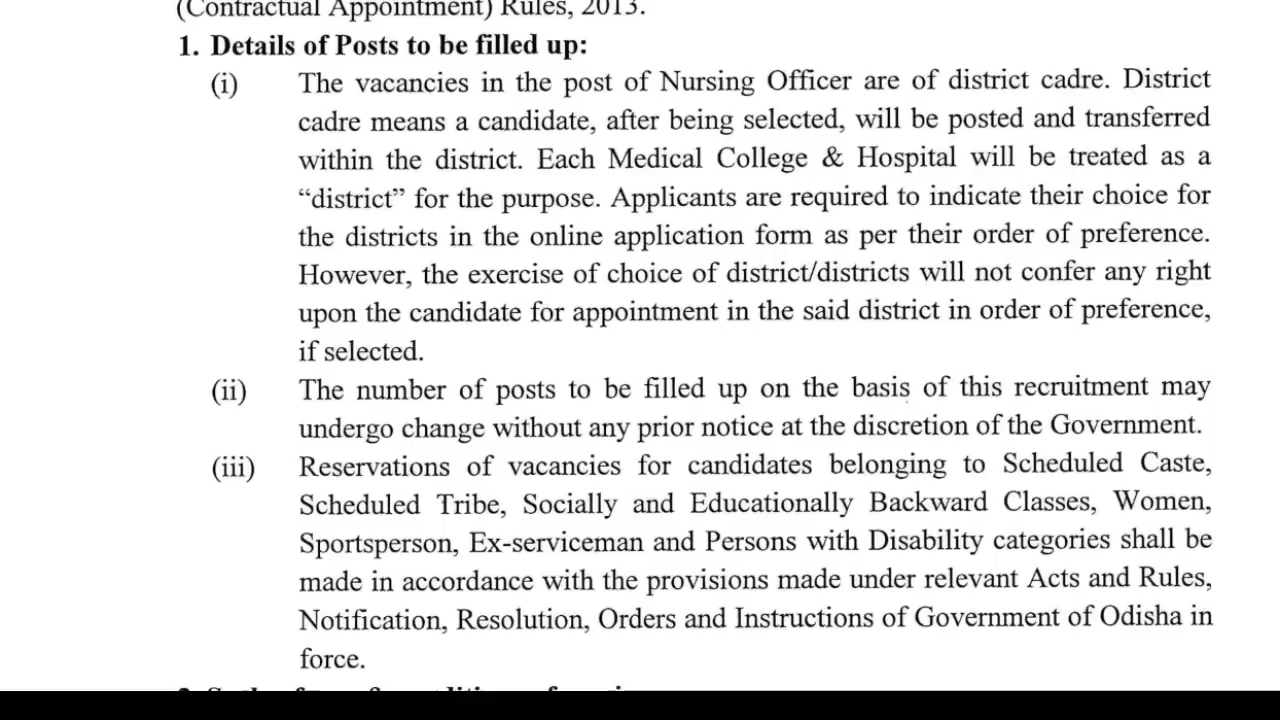 (Contractual Appointment) Rules, 2013.
1. Details of Posts to be filled up:
(i) The vacancies in the post of Nursing Officer are of district cadre. District
cadre means a candidate, after being selected, will be posted and transferred
within the district. Each Medical College & Hospital will be treated as a
“district” for the purpose. Applicants are required to indicate their choice for
the districts in the online application form as per their order of preference.
However, the exercise of choice of district/districts will not confer any right
upon the candidate for appointment in the said district in order of preference,
if selected.
(ii) The number of posts to be filled up on the basis of this recruitment may
undergo change without any prior notice at the discretion of the Government.
(iii) Reservations of vacancies for candidates belonging to Scheduled Caste,
Scheduled Tribe, Socially and Educationally Backward Classes, Women,
Sportsperson, Ex-serviceman and Persons with Disability categories shall be
made in accordance with the provisions made under relevant Acts and Rules,
Notification, Resolution, Orders and Instructions of Government of Odisha in
force.